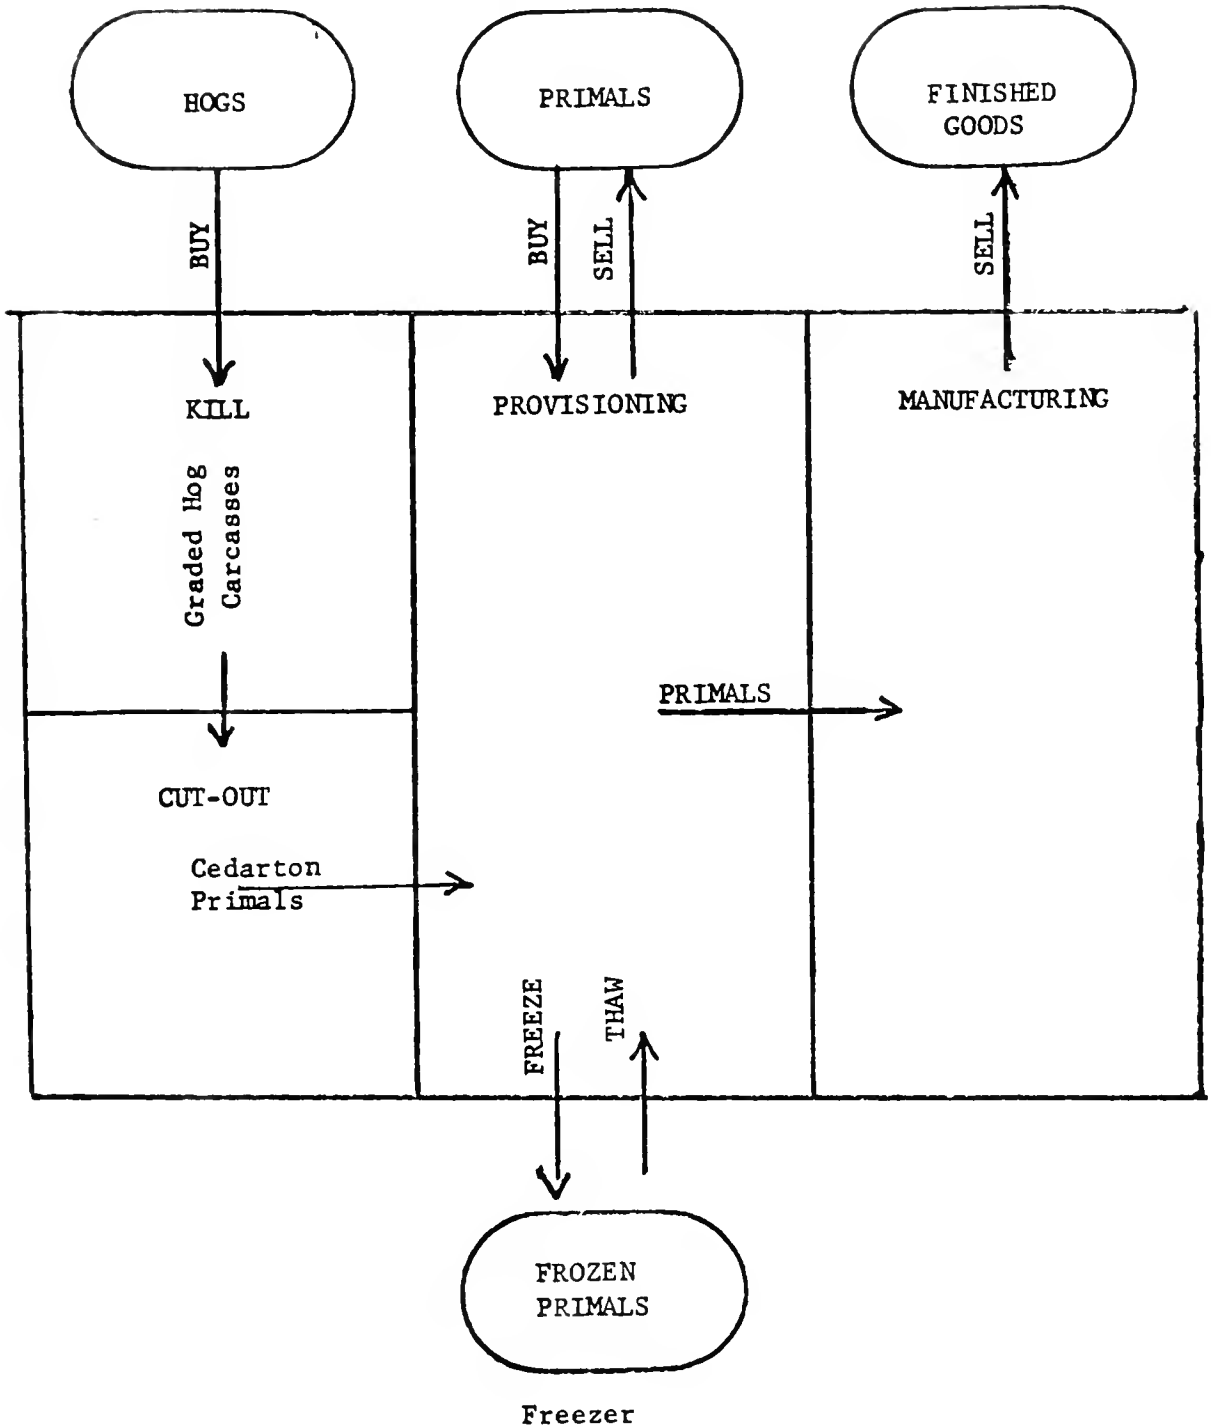 HOGS
PRIMALS
FINISHED
GOODS
BUY
BUY
SELL
SELL
KILL
PROVISIONING
MANUFACTURING
Graded Hog
Carcasses
PRIMALS
CUT-OUT
Cedarton
Primals
FREEZE
THAW
FROZEN
PRIMALS
Freezer